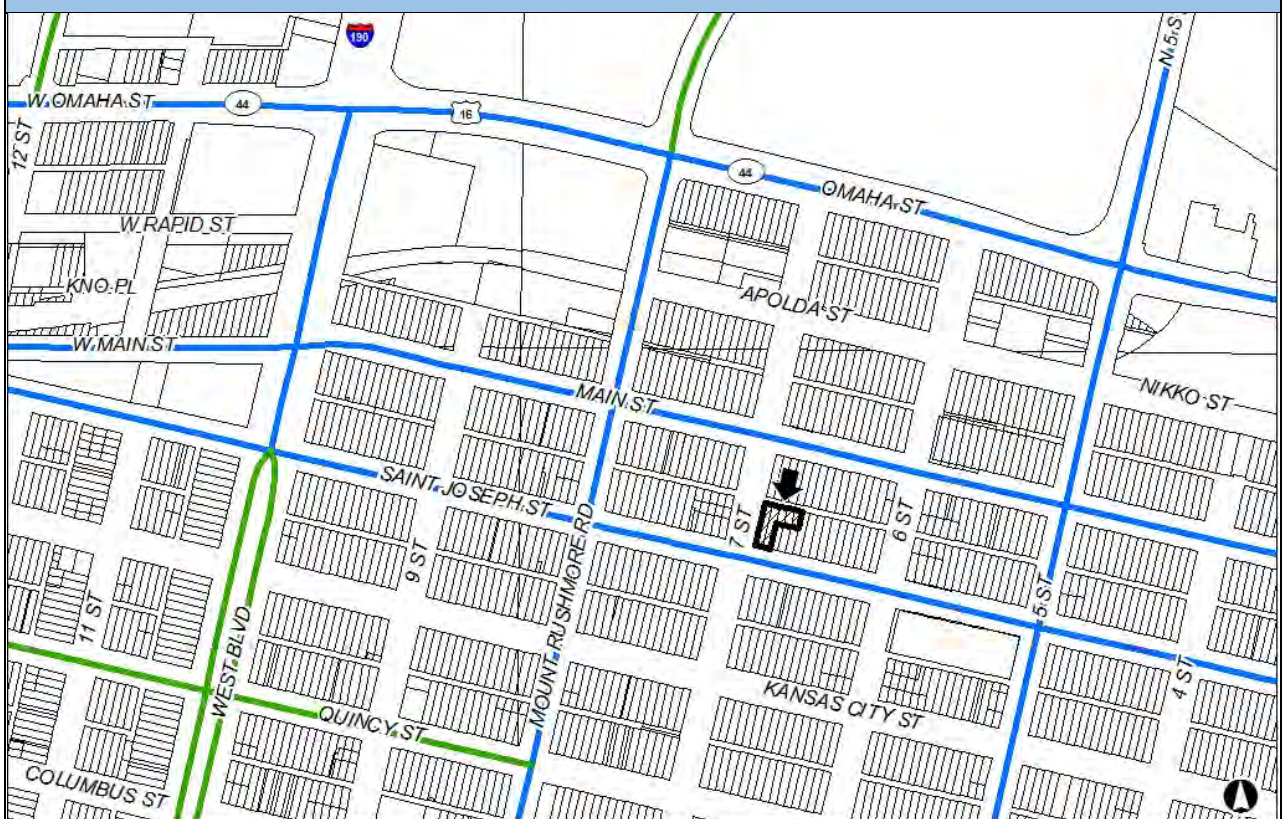 190
N 5 S
W OMAHA ST
44
16
12 ST
44
OMAHA ST
W RAPID ST
KNO PL
APOLDA ST
W MAIN ST
NIKKO ST
MAIN ST
SAINT JOSEPH ST
7 ST
6 ST
9 ST
MOUNT RUSHMORE RD
5 ST
11 ST
4 ST
WEST BLVD
KANSAS CITY ST
QUINCY ST
COLUMBUS ST